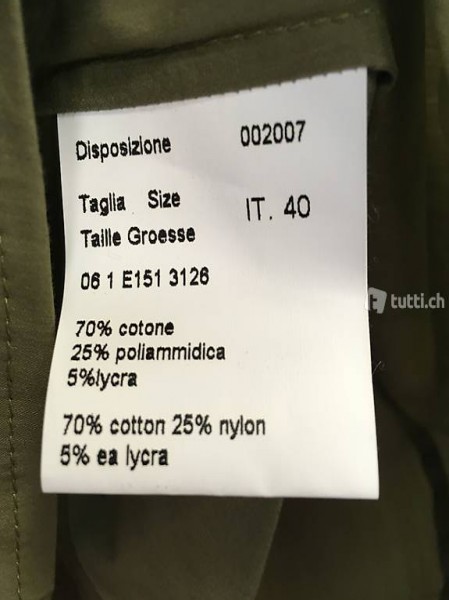 Disposizione 002007
Taglia Size IT. 40
Taille Groesse
06 1 E151 3126
70% cotone
25% poliammidica
5%lycra
70% cotton 25% nylon
5% ea lycra
t tutti.ch